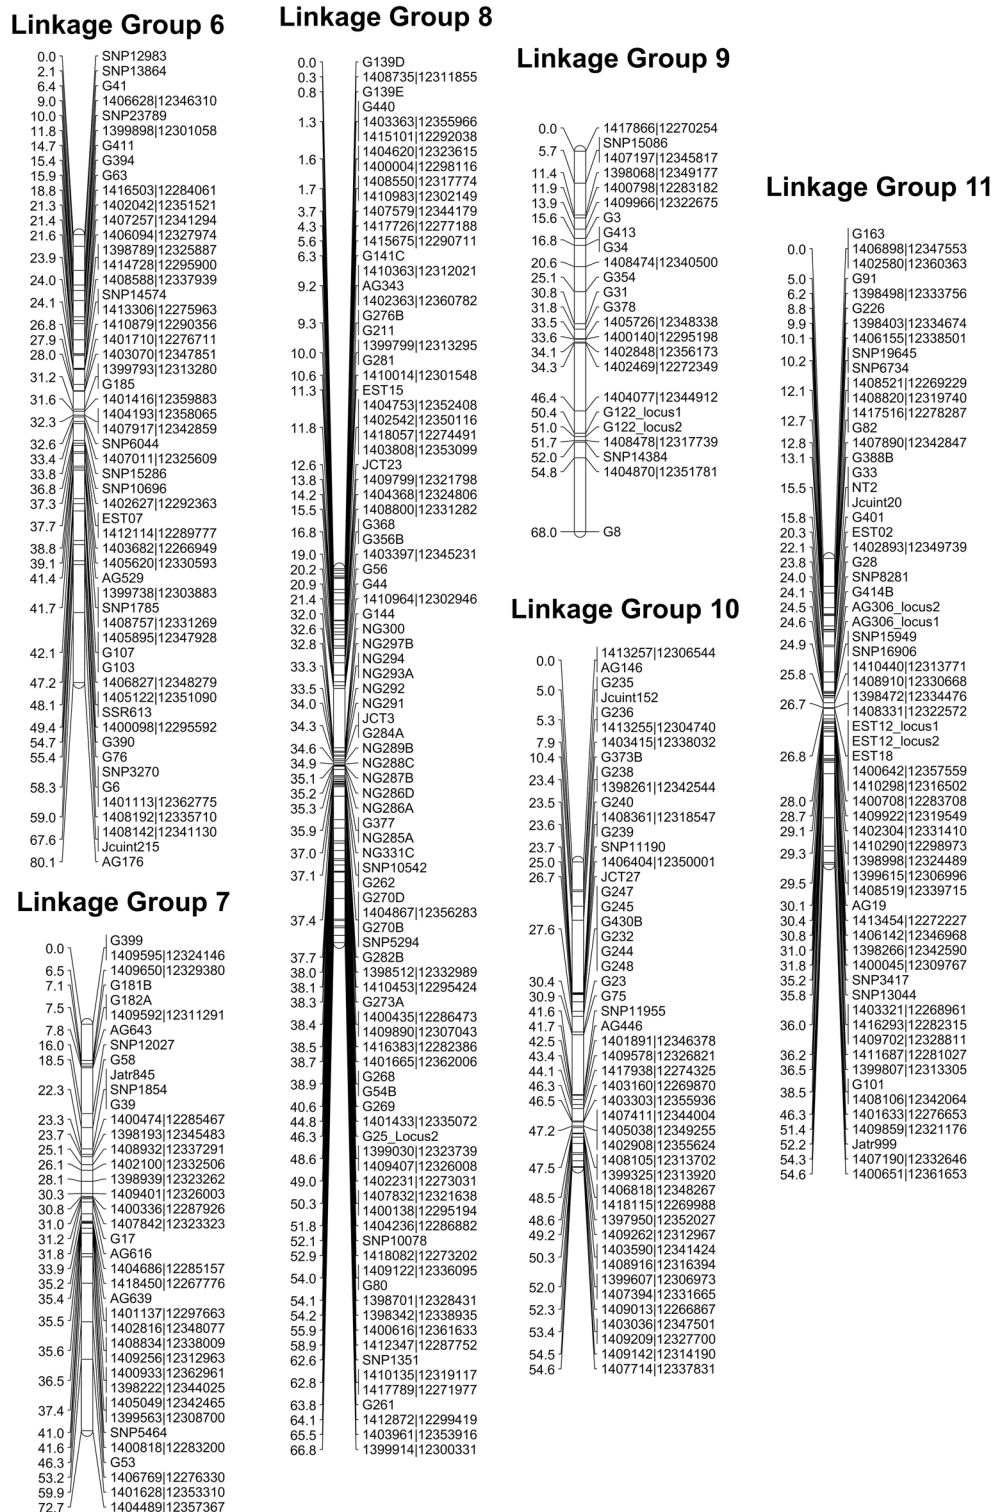 Linkage Group 6
0.0 SNP12983
2.1 SNP13864
6.4 G41
9.0 1406628|12346310
10.0 SNP23789
11.8 1399898|12301058
14.7 G411
15.4 G394
15.9 G63
18.8 1416503|12284061
21.3 1402042|12351521
21.4 1407257|12341294
21.6 1406094|12327974
23.9 1398789|12325887
1414728|12295900
24.0 1408588|12337939
24.1 SNP14574
1413306|12275963
26.8 1410879|12290356
27.9 1401710|12276711
28.0 1403070|12347851
31.2 1399793|12313280
G185
31.6 1401416|12359883
32.3 1404193|12358065
1407917|12342859
32.6 SNP6044
33.4 1407011|12325609
33.8 SNP15286
36.8 SNP10696
37.3 1402627|12292363
37.7 EST07
1412114|12289777
38.8 1403682|12266949
39.1 1405620|12330593
41.4 AG529
41.7 1399738|12303883
SNP1785
1408757|12331269
42.1 1405895|12347928
G107
G103
47.2 1406827|12348279
48.1 1405122|12351090
SSR613
49.4 1400098|12295592
54.7 G390
55.4 G76
58.3 SNP3270
G6
1401113|12362775
59.0 1408192|12335710
67.6 1408142|12341130
Jcuint215
80.1 AG176
Linkage Group 7
0.0 G399
1409595|12324146
6.5 1409650|12329380
7.1 G181B
7.5 G182A
1409592|12311291
7.8 AG643
16.0 SNP12027
18.5 G58
22.3 Jatr845
SNP1854
G39
23.3 1400474|12285467
23.7 1398193|12345483
25.1 1408932|12337291
26.1 1402100|12332506
28.1 1398939|12323262
30.3 1409401|12326003
30.8 1400336|12287926
31.0 1407842|12323323
31.2 G17
31.8 AG616
33.9 1404686|12285157
35.2 1418450|12267776
35.4 AG639
35.5 1401137|12297663
1402816|12348077
35.6 1408834|12338009
1409256|12312963
36.5 1400933|12362961
1398222|12344025
37.4 1405049|12342465
1399563|12308700
41.0 SNP5464
41.6 1400818|12283200
46.3 G53
53.2 1406769|12276330
59.9 1401628|12353310
72.7 1404489|12357367
Linkage Group 8
0.0 G139D
0.3 1408735|12311855
0.8 G139E
1.3 G440
1403363|12355966
1415101|12292038
1.6 1404620|12323615
1400004|12298116
1.7 1408550|12317774
1410983|12302149
3.7 1407579|12344179
4.3 1417726|12277188
5.6 1415675|12290711
6.3 G141C
9.2 1410363|12312021
AG343
1402363|12360782
9.3 G276B
G211
10.0 1399799|12313295
G281
10.6 1410014|12301548
11.3 EST15
11.8 1404753|12352408
1402542|12350116
1418057|12274491
1403808|12353099
12.6 JCT23
13.8 1409799|12321798
14.2 1404368|12324806
15.5 1408800|12331282
16.8 G368
G356B
19.0 1403397|12345231
20.2 G56
20.9 G44
21.4 1410964|12302946
32.0 G144
32.6 NG300
32.8 NG297B
33.3 NG294
NG293A
33.5 NG292
34.0 NG291
34.3 JCT3
G284A
34.6 NG289B
34.9 NG288C
35.1 NG287B
35.2 NG286D
35.3 NG286A
35.9 G377
NG285A
37.0 NG331C
37.1 SNP10542
G262
37.4 G270D
1404867|12356283
G270B
SNP5294
37.7 G282B
38.0 1398512|12332989
38.1 1410453|12295424
38.3 G273A
38.4 1400435|12286473
1409890|12307043
38.5 1416383|12282386
38.7 1401665|12362006
38.9 G268
G54B
40.6 G269
44.8 1401433|12335072
46.3 G25_Locus2
48.6 1399030|12323739
1409407|12326008
49.0 1402231|12273031
50.3 1407832|12321638
1400138|12295194
51.8 1404236|12286882
52.1 SNP10078
52.9 1418082|12273202
54.0 1409122|12336095
G80
54.1 1398701|12328431
54.2 1398342|12338935
55.9 1400616|12361633
58.9 1412347|12287752
62.6 SNP1351
62.8 1410135|12319117
1417789|12271977
63.8 G261
64.1 1412872|12299419
65.5 1403961|12353916
66.8 1399914|12300331
Linkage Group 9
0.0 1417866|12270254
5.7 SNP15086
1407197|12345817
11.4 1398068|12349177
11.9 1400798|12283182
13.9 1409966|12322675
15.6 G3
16.8 G413
G34
20.6 1408474|12340500
25.1 G354
30.8 G31
31.8 G378
33.5 1405726|12348338
33.6 1400140|12295198
34.1 1402848|12356173
34.3 1402469|12272349
46.4 1404077|12344912
50.4 G122_locus1
51.0 G122_locus2
51.7 1408478|12317739
52.0 SNP14384
54.8 1404870|12351781
68.0 G8
Linkage Group 10
0.0 1413257|12306544
AG146
5.0 G235
Jcuint152
5.3 G236
1413255|12304740
7.9 1403415|12338032
10.4 G373B
23.4 G238
1398261|12342544
23.5 G240
23.6 1408361|12318547
G239
23.7 SNP11190
25.0 1406404|12350001
26.7 JCT27
27.6 G247
G245
G430B
G232
G244
G248
30.4 G23
30.9 G75
41.6 SNP11955
41.7 AG446
42.5 1401891|12346378
43.4 1409578|12326821
44.1 1417938|12274325
46.3 1403160|12269870
46.5 1403303|12355936
47.2 1407411|12344004
1405038|12349255
1402908|12355624
47.5 1408105|12313702
1399325|12313920
48.5 1406818|12348267
1418115|12269988
48.6 1397950|12352027
49.2 1409262|12312967
50.3 1403590|12341424
1408916|12316394
52.0 1399607|12306973
1407394|12331665
52.3 1409013|12266867
53.4 1403036|12347501
1409209|12327700
54.5 1409142|12314190
54.6 1407714|12337831
Linkage Group 11
0.0 G163
1406898|12347553
1402580|12360363
5.0 G91
6.2 1398498|12333756
8.8 G226
9.9 1398403|12334674
10.1 1406155|12338501
10.2 SNP19645
SNP6734
12.1 1408521|12269229
1408820|12319740
12.7 1417516|12278287
G82
12.8 1407890|12342847
13.1 G388B
15.5 G33
NT2
Jcuint20
15.8 G401
20.3 EST02
22.1 1402893|12349739
23.8 G28
24.0 SNP8281
24.1 G414B
24.5 AG306_locus2
24.6 AG306_locus1
24.9 SNP15949
SNP16906
25.8 1410440|12313771
1408910|12330668
26.7 1398472|12334476
1408331|12322572
26.8 EST12_locus1
EST12_locus2
EST18
1400642|12357559
1410298|12316502
28.0 1400708|12283708
28.7 1409922|12319549
29.1 1402304|12331410
29.3 1410290|12298973
1398998|12324489
29.5 1399615|12306996
1408519|12339715
30.1 AG19
30.4 1413454|12272227
30.8 1406142|12346968
31.0 1398266|12342590
31.8 1400045|12309767
35.2 SNP3417
35.8 SNP13044
36.0 1403321|12268961
1416293|12282315
1409702|12328811
36.2 1411687|12281027
36.5 1399807|12313305
38.5 G101
1408106|12342064
46.3 1401633|12276653
51.4 1409859|12321176
52.2 Jatr999
54.3 1407190|12332646
54.6 1400651|12361653